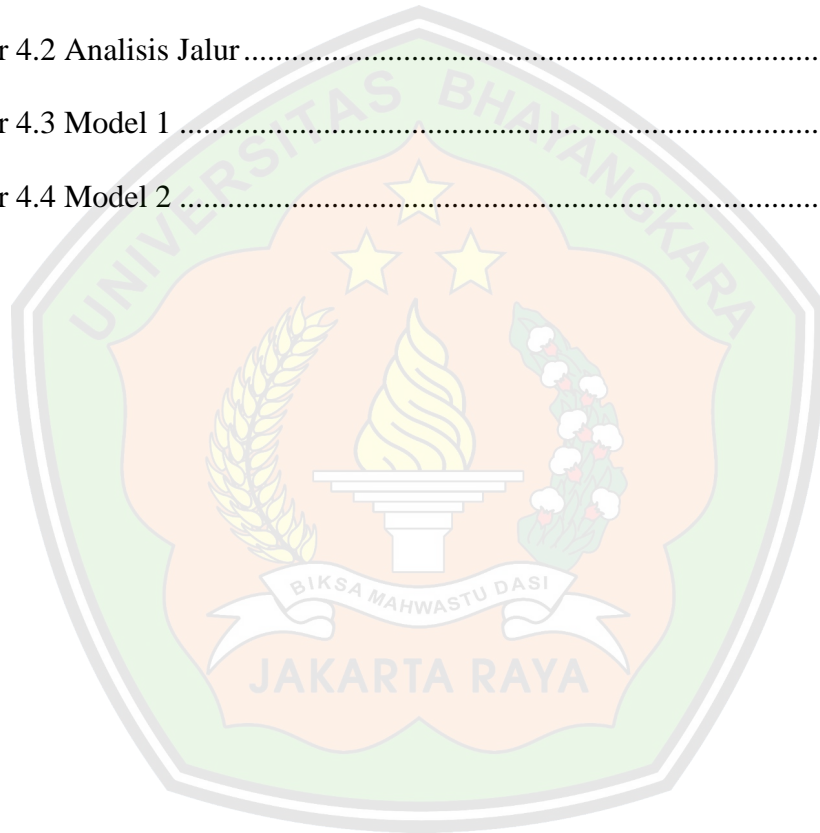 r 4.2 Analisis Jalur ........................................................................
r 4.3 Model 1 ................................................................................
r 4.4 Model 2 ................................................................................
UNIVERSITAS BHAYANGKARA
BIKSA MAHWASTU DASI
JAKARTA RAYA